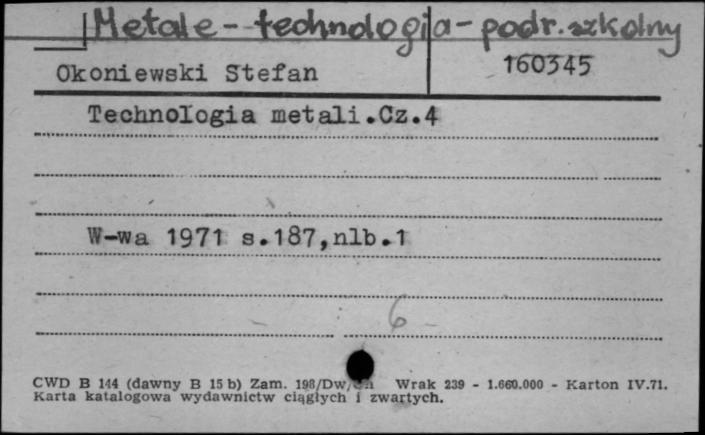 Metale - technologia - podr. szkolny
Okoniewski Stefan
160345
Technologia metali.Cz.4
W-wa 1971 s.187,nlb.1
6
CWD B 144 (dawny B 15 b) Zam. 198/Dw/ Wrak 239 - 1.660.000 - Karton IV.71.
Karta katalogowa wydawnictw ciągłych i zwartych.